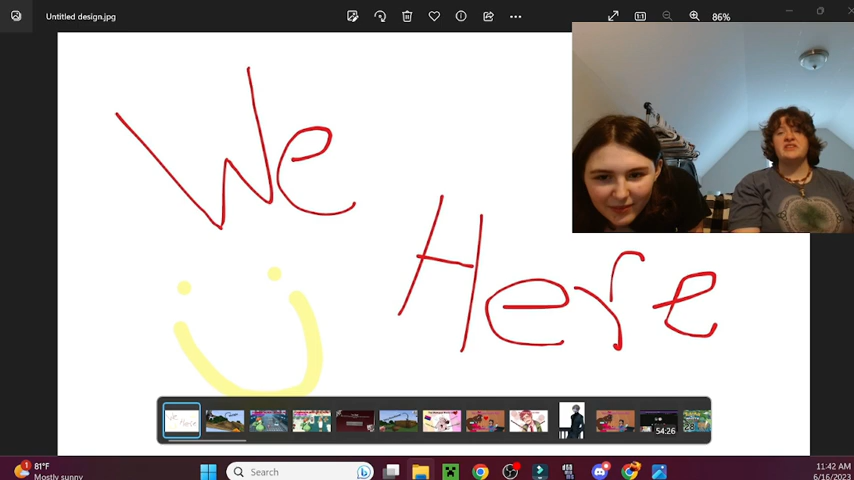 Untitled design.jpg
86%
We
Here
54:26
81°F
Mostly sunny
Search
11:42 AM
6/16/2023